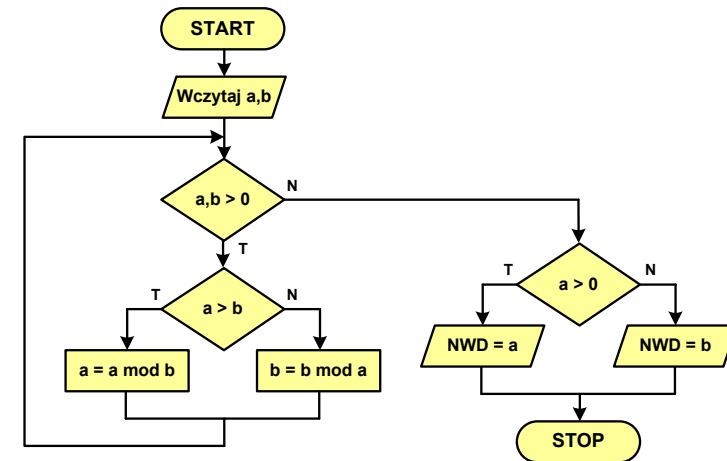 START
Wczytaj a,b
a,b > 0
N
T
a > 0
T
N
a > b
T
N
NWD = a
NWD = b
a = a mod b
b = b mod a
STOP